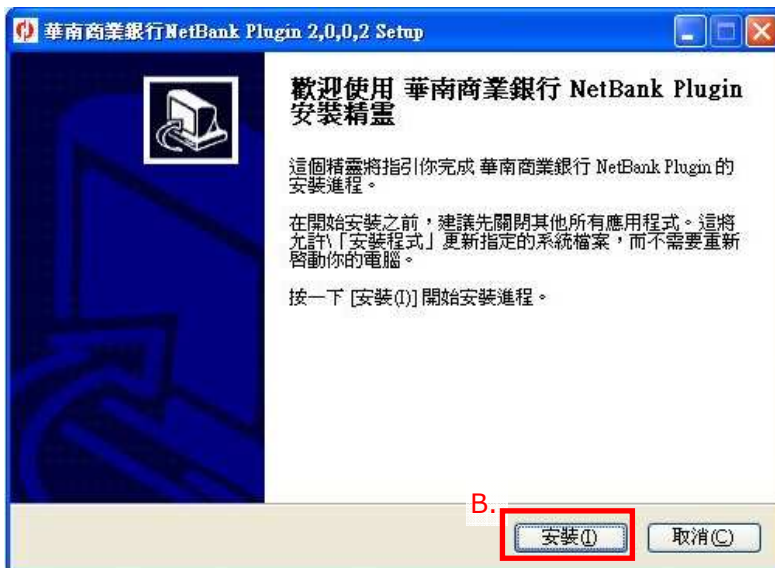 華南商業銀行NetBank Plugin 2,0,0,2 Setup
歡迎使用 華南商業銀行 NetBank Plugin
安裝精靈
這個精靈將指引你完成 華南商業銀行 NetBank Plugin 的
安裝進程。
在開始安裝之前，建議先關閉其他所有應用程式。這將
允許\「安裝程式」更新指定的系統檔案，而不需要重新
啓動你的電腦。
按一下 [安裝(I)] 開始安裝進程。
B.
安裝(I)
取消(C)